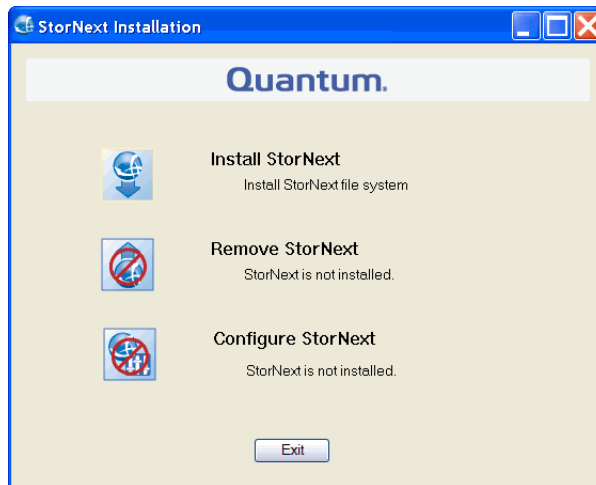 StorNext Installation
Quantum.
Install StorNext
Install StorNext file system
Remove StorNext
StorNext is not installed.
Configure StorNext
StorNext is not installed.
Exit